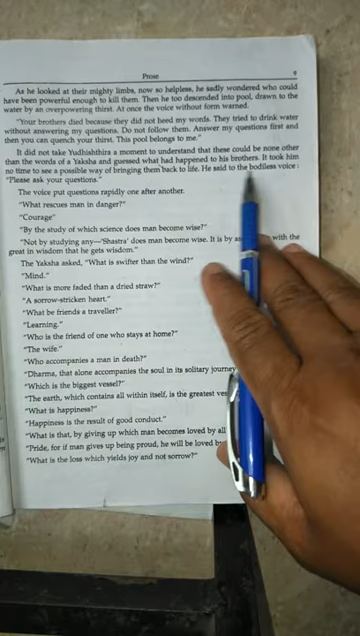 Prose 9
As he looked at their mighty limbs, now so helpless, he sadly wondered who could
have been powerful enough to kill them. Then he too descended into pool, drawn to the
water by an overpowering thirst. At once the voice without form warned.
"Your brothers died because they did not heed my words. They tried to drink water
without answering my questions. Do not follow them. Answer my questions first and
then you can quench your thirst. This pool belongs to me."
It did not take Yudhishthira a moment to understand that these could be none other
than the words of a Yaksha and guessed what had happened to his brothers. It took him
no time to see a possible way of bringing them back to life. He said to the bodiless voice :
"Please ask your questions."
The voice put questions rapidly one after another.
"What rescues man in danger?"
"Courage"
"By the study of which science does man become wise?"
"Not by studying any—'Shastra' does man become wise. It is by with the
great in wisdom that he gets wisdom."
The Yaksha asked, "What is swifter than the wind?"
"Mind."
"What is more faded than a dried straw?"
"A sorrow-stricken heart."
"What be friends a traveller?"
"Learning."
"Who is the friend of one who stays at home?"
"The wife."
"Who accompanies a man in death?"
"Dharma, that alone accompanies the soul in its solitary journey
"Which is the biggest vessel?"
"The earth, which contains all within itself, is the greatest
"What is happiness?"
"Happiness is the result of good conduct."
"What is that, by giving up which man becomes loved by all
"Pride, for if man gives up being proud, he will be loved
"What is the loss which yields joy and not sorrow?"